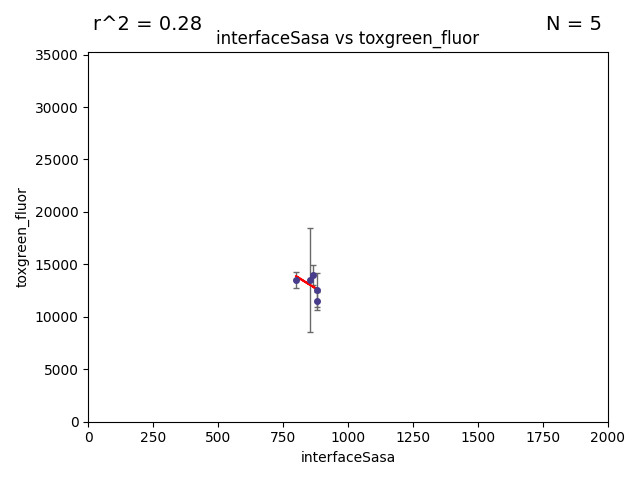 r^2 = 0.28
N = 5
interfaceSasa vs toxgreen_fluor
35000
30000
25000
20000
15000
10000
5000
0
toxgreen_fluor
0 250 500 750 1000 1250 1500 1750 2000
interfaceSasa